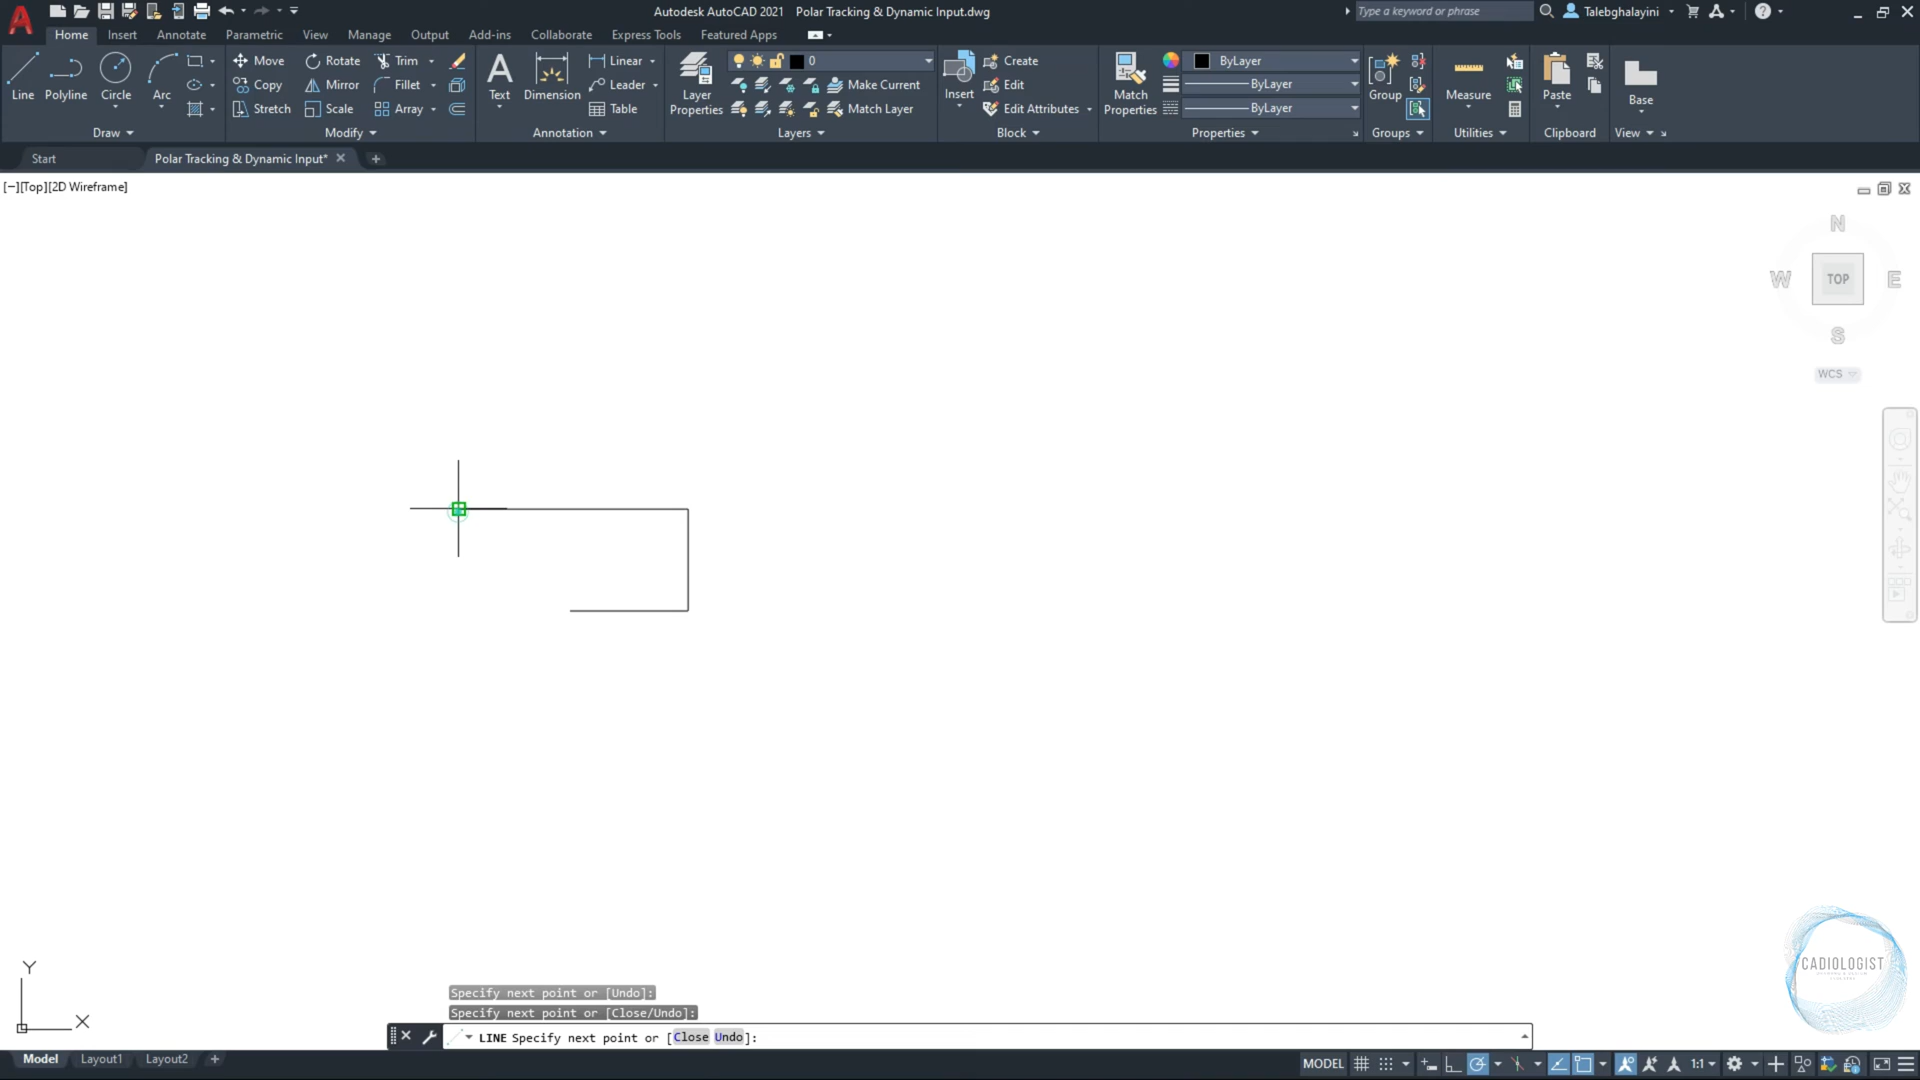 Autodesk AutoCAD 2021 Polar Tracking & Dynamic Input.dwg
Type a keyword or phrase
Talebghalayini
Home Insert Annotate Parametric View Manage Output Add-ins Collaborate Express Tools Featured Apps
Line Polyline Circle Arc
Move Rotate Trim
Copy Mirror Fillet
Stretch Scale Array
Text Dimension
Linear
Leader
Table
Layer Properties
0
Make Current
Match Layer
Insert
Create
Edit
Edit Attributes
Match Properties
ByLayer
ByLayer
ByLayer
Group Measure Paste Base
Draw Modify Annotation Layers Block Properties Groups Utilities Clipboard View
Start Polar Tracking & Dynamic Input*
[−][Top][2D Wireframe]
N
W TOP E
S
WCS
CADIOLOGIST
Y
X
Specify next point or [Undo]:
Specify next point or [Close/Undo]:
LINE Specify next point or [Close Undo]:
Model Layout1 Layout2
MODEL 1:1